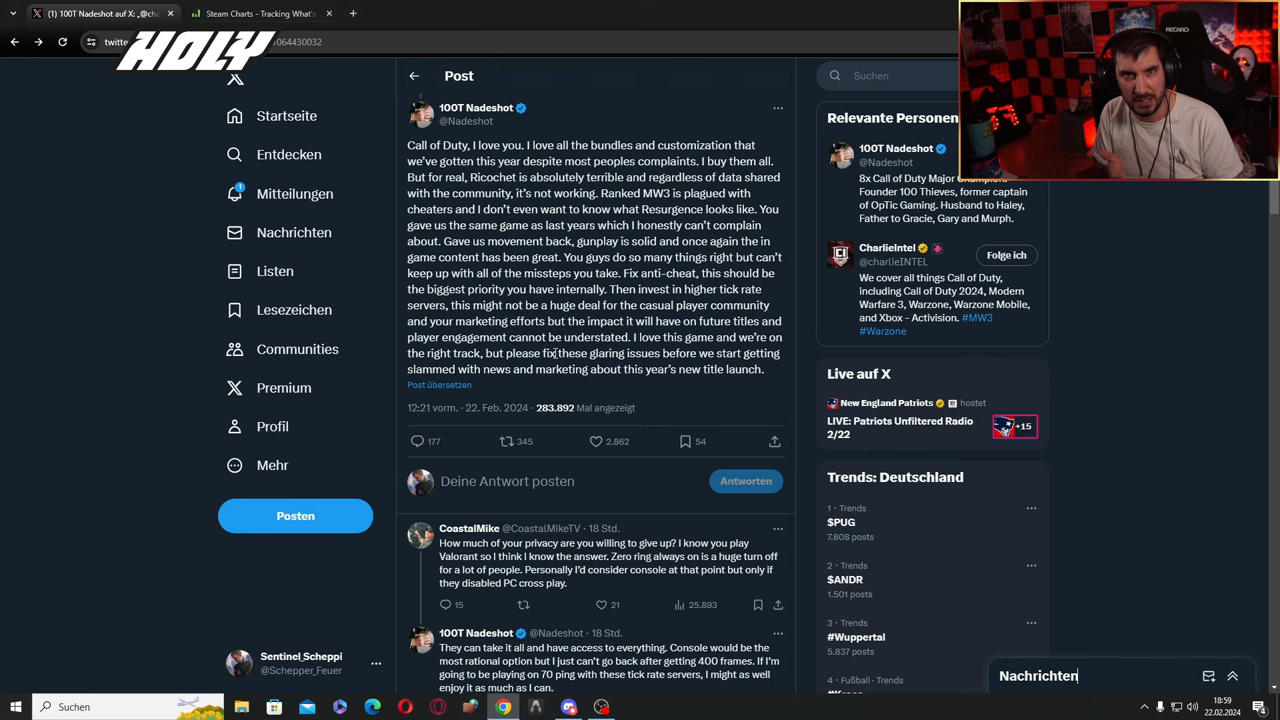 (1) 100T Nadeshot auf X: „@cha
Steam Charts - Tracking What's
twitte
1064430032
HOLY
RECARO
Post
Suchen
Startseite
Entdecken
1
Mitteilungen
Nachrichten
Listen
Lesezeichen
Communities
Premium
Profil
Mehr
Posten
Sentinel_Scheppi
@Schepper_Feuer
100T Nadeshot
@Nadeshot
Call of Duty, I love you. I love all the bundles and customization that
we've gotten this year despite most peoples complaints. I buy them all.
But for real, Ricochet is absolutely terrible and regardless of data shared
with the community, it's not working. Ranked MW3 is plagued with
cheaters and I don't even want to know what Resurgence looks like. You
gave us the same game as last years which I honestly can't complain
about. Gave us movement back, gunplay is solid and once again the in
game content has been great. You guys do so many things right but can't
keep up with all of the missteps you take. Fix anti-cheat, this should be
the biggest priority you have internally. Then invest in higher tick rate
servers, this might not be a huge deal for the casual player community
and your marketing efforts but the impact it will have on future titles and
player engagement cannot be understated. I love this game and we're on
the right track, but please fix these glaring issues before we start getting
slammed with news and marketing about this year's new title launch.
Post übersetzen
12:21 vorm. · 22. Feb. 2024 · 283.892 Mal angezeigt
177
345
2.862
54
Deine Antwort posten
Antworten
CoastalMike @CoastalMikeTV · 18 Std.
How much of your privacy are you willing to give up? I know you play
Valorant so I think I know the answer. Zero ring always on is a huge turn off
for a lot of people. Personally I'd consider console at that point but only if
they disabled PC cross play.
15
21
25.893
100T Nadeshot @Nadeshot · 18 Std.
They can take it all and have access to everything. Console would be the
most rational option but I just can't go back after getting 400 frames. If I'm
going to be playing on 70 ping with these tick rate servers, I might as well
enjoy it as much as I can.
Relevante Personen
100T Nadeshot
@Nadeshot
8x Call of Duty Major
Founder 100 Thieves, former captain
of OpTic Gaming. Husband to Haley,
Father to Gracie, Gary and Murph.
CharlieIntel
@charlieINTEL
Folge ich
We cover all things Call of Duty,
including Call of Duty 2024, Modern
Warfare 3, Warzone, Warzone Mobile,
and Xbox - Activision. #MW3
#Warzone
Live auf X
New England Patriots hostet
LIVE: Patriots Unfiltered Radio
2/22
+15
Trends: Deutschland
1 · Trends
$PUG
7.808 posts
2 · Trends
$ANDR
1.501 posts
3 · Trends
#Wuppertal
5.837 posts
4 · Fußball · Trends
Nachrichten
Suchen
18:59
22.02.2024
4